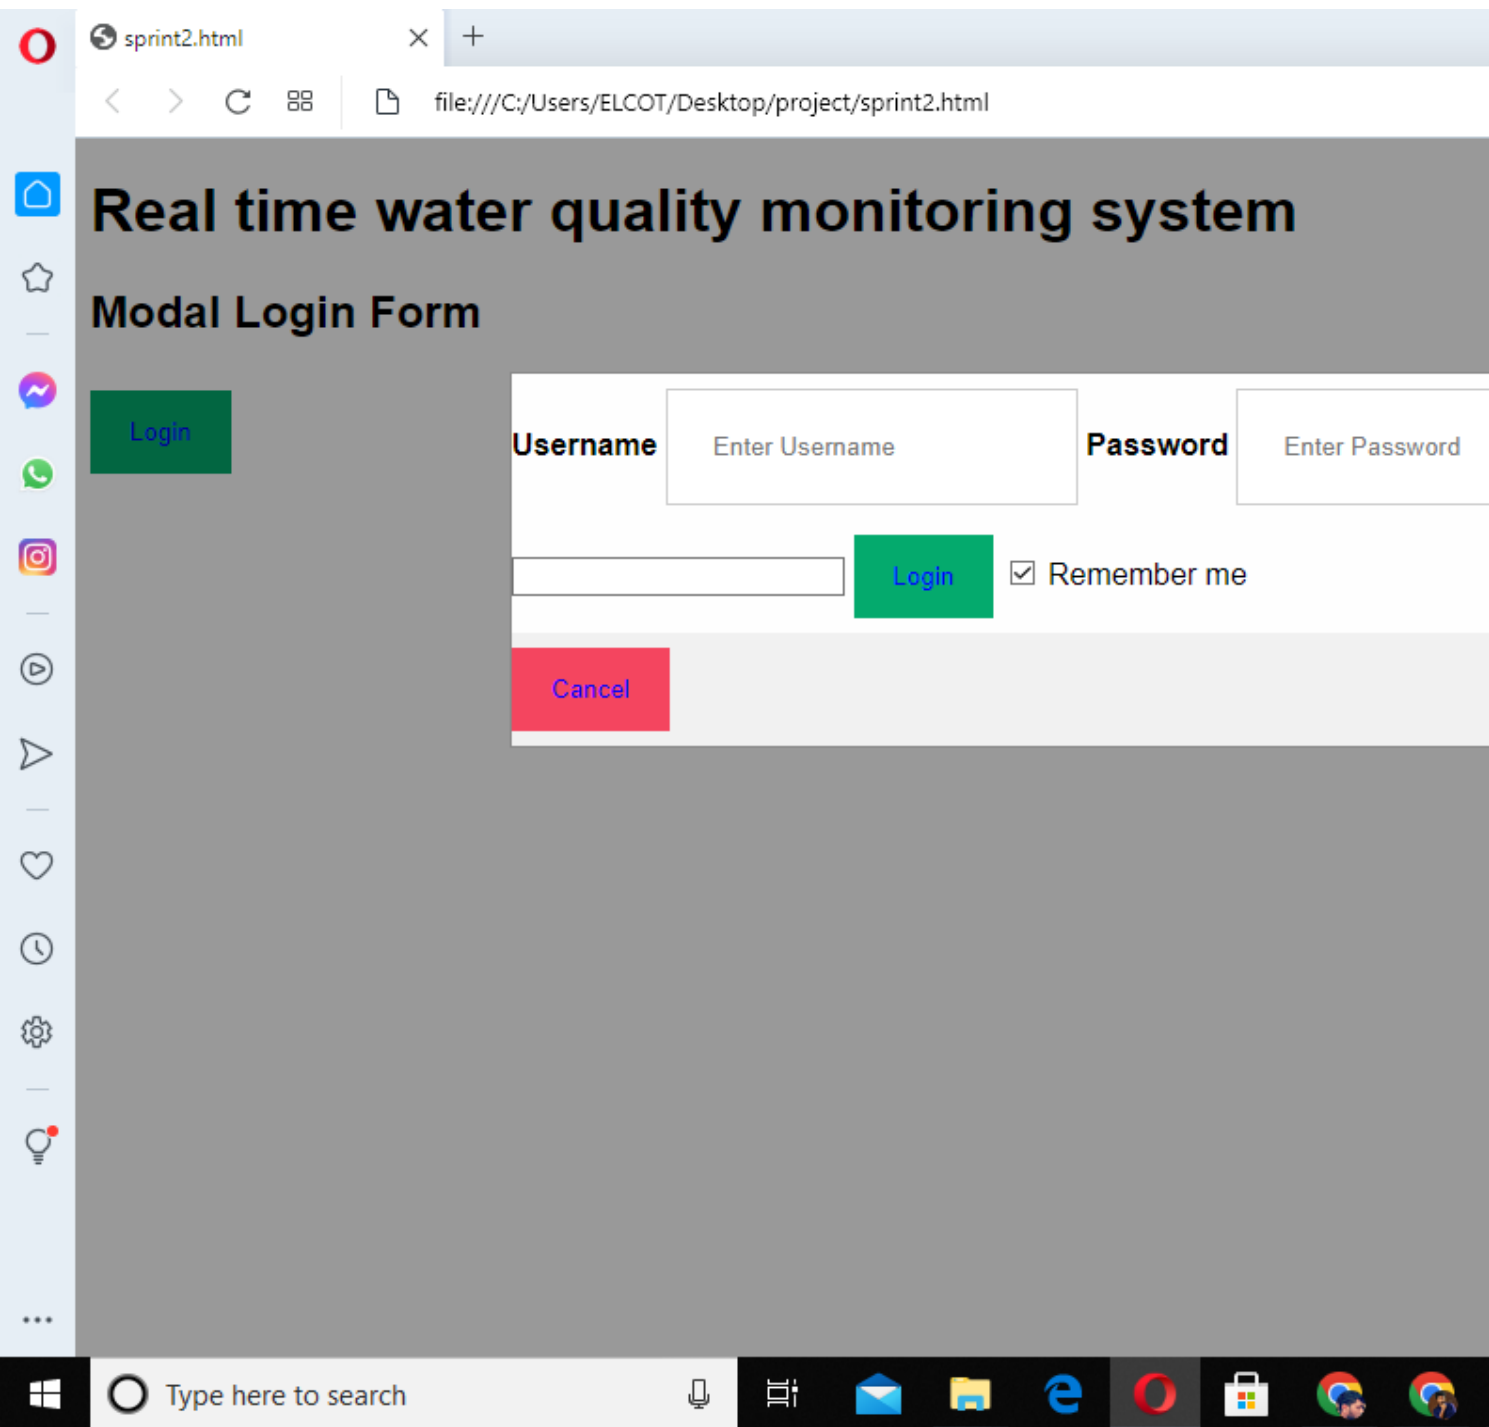 sprint2.html
file:///C:/Users/ELCOT/Desktop/project/sprint2.html
Real time water quality monitoring system
Modal Login Form
Login
Username Enter Username Password Enter Password
Login Remember me
Cancel
Type here to search